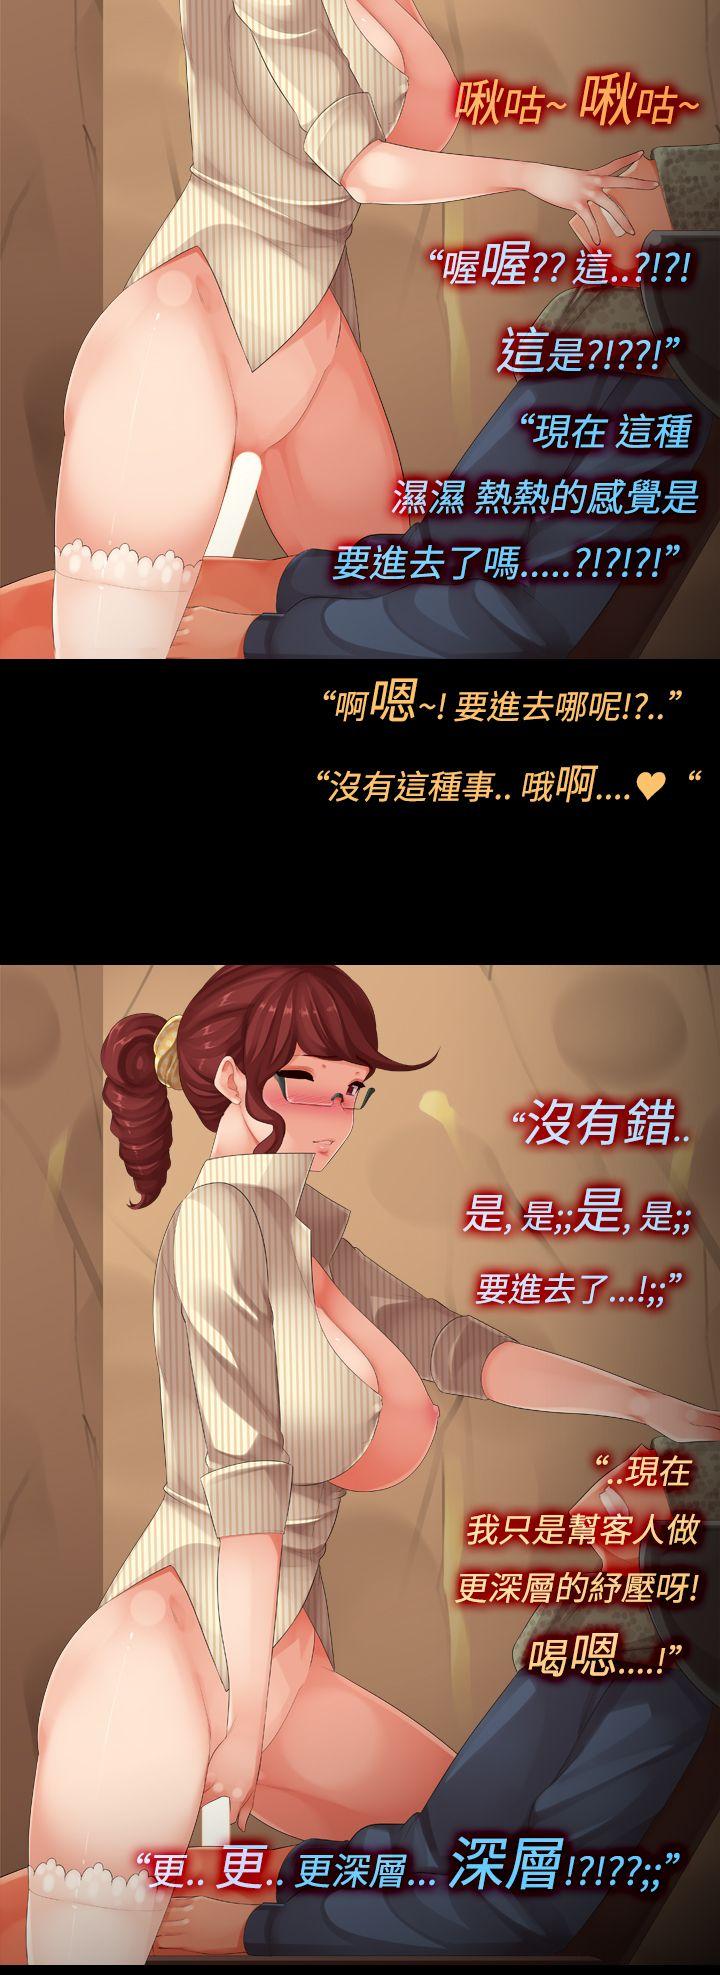 啾咕~ 啾咕~
“喔喔?? 這..?!?!
這是?!??!”
“現在 這種
濕濕 熱熱的感覺是
要進去了嗎.....?!?!?!”
“啊嗯~! 要進去哪呢!?..”
“沒有這種事.. 哦啊....♥“
“沒有錯..
是, 是;;是, 是;;
要進去了...!;;”
“..現在
我只是幫客人做
更深層的紓壓呀!
喝嗯....!”
“更.. 更.. 更深層... 深層!?!??;;”